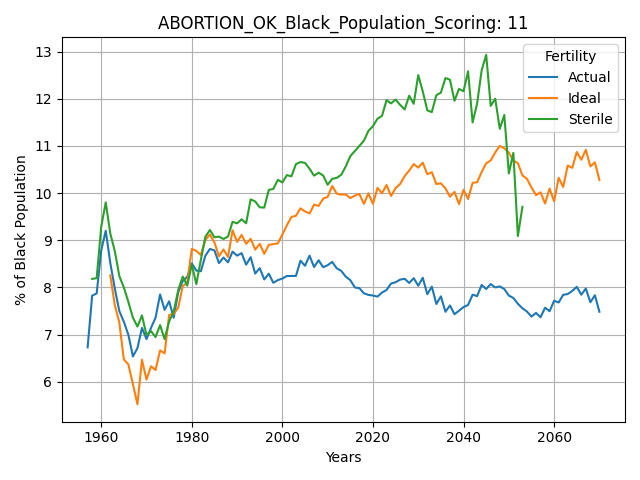 ABORTION_OK_Black_Population_Scoring: 11
Fertility
Actual
Ideal
Sterile
% of Black Population
13
12
11
10
9
8
7
6
1960 1980 2000 2020 2040 2060
Years